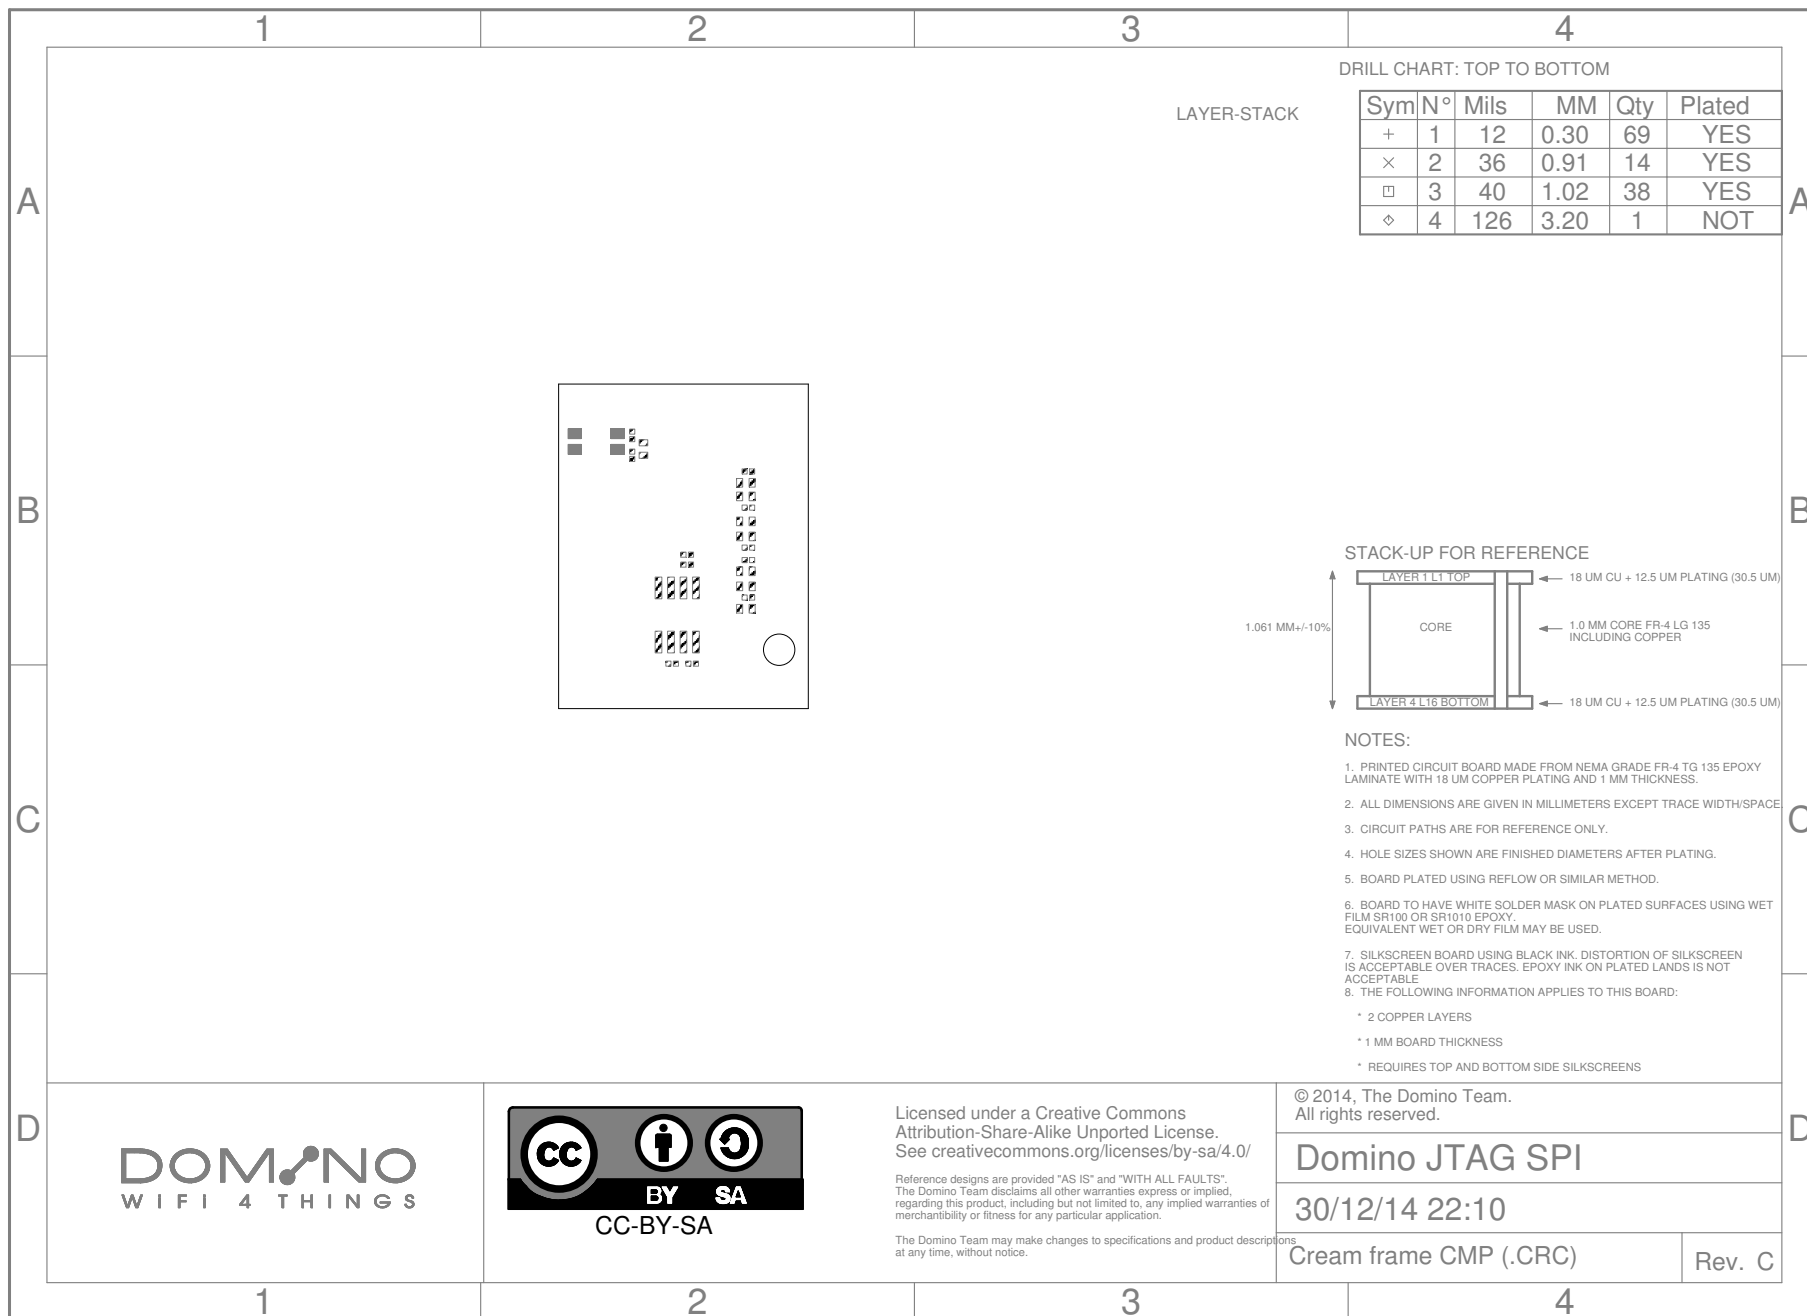 1 2 3 4
DRILL CHART: TOP TO BOTTOM
LAYER-STACK
Sym N° Mils MM Qty Plated
+ 1 12 0.30 69 YES
× 2 36 0.91 14 YES
3 40 1.02 38 YES
4 126 3.20 1 NOT
A A
B B
STACK-UP FOR REFERENCE
LAYER 1 L1 TOP
18 UM CU + 12.5 UM PLATING (30.5 UM)
1.061 MM+/-10%
CORE
1.0 MM CORE FR-4 LG 135
INCLUDING COPPER
LAYER 4 L16 BOTTOM
18 UM CU + 12.5 UM PLATING (30.5 UM)
NOTES:
1. PRINTED CIRCUIT BOARD MADE FROM NEMA GRADE FR-4 TG 135 EPOXY
LAMINATE WITH 18 UM COPPER PLATING AND 1 MM THICKNESS.
2. ALL DIMENSIONS ARE GIVEN IN MILLIMETERS EXCEPT TRACE WIDTH/SPACE
C C
3. CIRCUIT PATHS ARE FOR REFERENCE ONLY.
4. HOLE SIZES SHOWN ARE FINISHED DIAMETERS AFTER PLATING.
5. BOARD PLATED USING REFLOW OR SIMILAR METHOD.
6. BOARD TO HAVE WHITE SOLDER MASK ON PLATED SURFACES USING WET
FILM SR100 OR SR1010 EPOXY.
EQUIVALENT WET OR DRY FILM MAY BE USED.
7. SILKSCREEN BOARD USING BLACK INK. DISTORTION OF SILKSCREEN
IS ACCEPTABLE OVER TRACES. EPOXY INK ON PLATED LANDS IS NOT
ACCEPTABLE
8. THE FOLLOWING INFORMATION APPLIES TO THIS BOARD:
* 2 COPPER LAYERS
* 1 MM BOARD THICKNESS
* REQUIRES TOP AND BOTTOM SIDE SILKSCREENS
D D
DOMINO
WIFI 4 THINGS
cc
BY SA
CC-BY-SA
Licensed under a Creative Commons
Attribution-Share-Alike Unported License.
See creativecommons.org/licenses/by-sa/4.0/
Reference designs are provided "AS IS" and "WITH ALL FAULTS".
The Domino Team disclaims all other warranties express or implied,
regarding this product, including but not limited to, any implied warranties of
merchantibility or fitness for any particular application.
The Domino Team may make changes to specifications and product descriptions
at any time, without notice.
© 2014, The Domino Team.
All rights reserved.
Domino JTAG SPI
30/12/14 22:10
Cream frame CMP (.CRC)
Rev. C
1 2 3 4